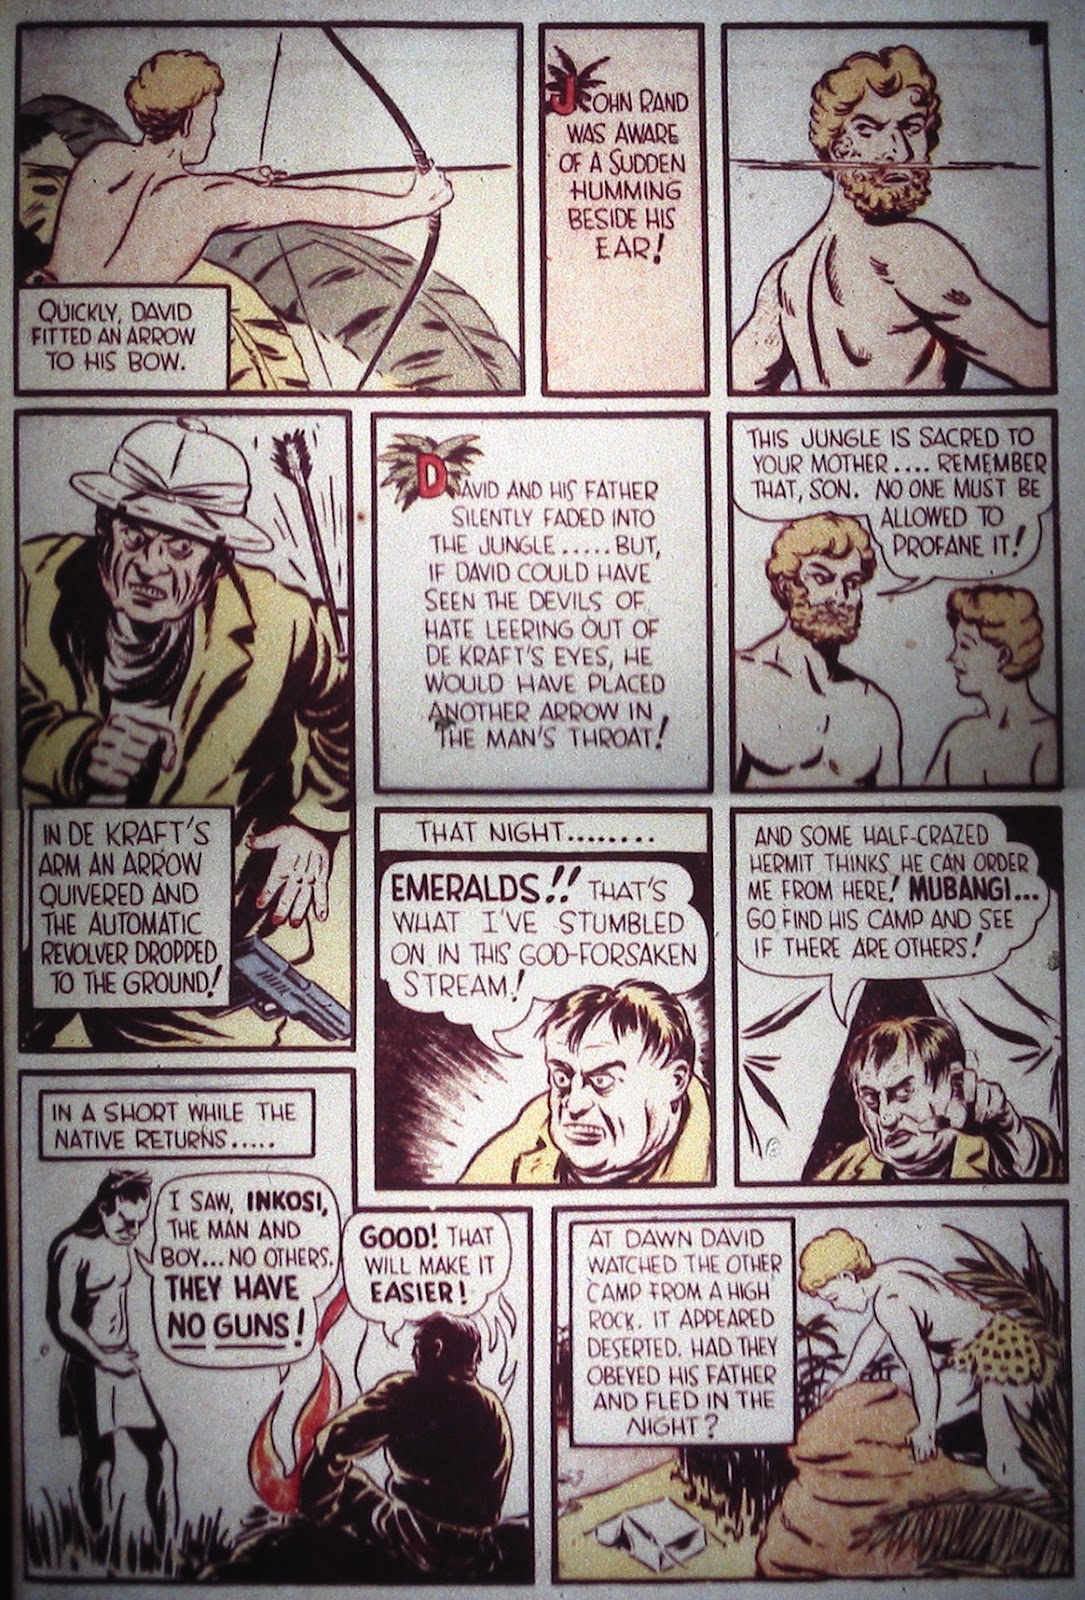 QUICKLY, DAVID
FITTED AN ARROW
TO HIS BOW.
JOHN RAND
WAS AWARE
OF A SUDDEN
HUMMING
BESIDE HIS
EAR!
IN DE KRAFT'S
ARM AN ARROW
QUIVERED AND
THE AUTOMATIC
REVOLVER DROPPED
TO THE GROUND!
DAVID AND HIS FATHER
SILENTLY FADED INTO
THE JUNGLE.....BUT,
IF DAVID COULD HAVE
SEEN THE DEVILS OF
HATE LEERING OUT OF
DE KRAFT'S EYES, HE
WOULD HAVE PLACED
ANOTHER ARROW IN
THE MAN'S THROAT!
THIS JUNGLE IS SACRED TO
YOUR MOTHER.... REMEMBER
THAT, SON. NO ONE MUST BE
ALLOWED TO
PROFANE IT!
THAT NIGHT........
EMERALDS!! THAT'S
WHAT I'VE STUMBLED
ON IN THIS GOD-FORSAKEN
STREAM!
AND SOME HALF-CRAZED
HERMIT THINKS HE CAN ORDER
ME FROM HERE! MUBANGI...
GO FIND HIS CAMP AND SEE
IF THERE ARE OTHERS!
IN A SHORT WHILE THE
NATIVE RETURNS.....
I SAW, INKOSI,
THE MAN AND
BOY... NO OTHERS.
THEY HAVE
NO GUNS!
GOOD! THAT
WILL MAKE IT
EASIER!
AT DAWN DAVID
WATCHED THE OTHER
CAMP FROM A HIGH
ROCK. IT APPEARED
DESERTED. HAD THEY
OBEYED HIS FATHER
AND FLED IN THE
NIGHT?